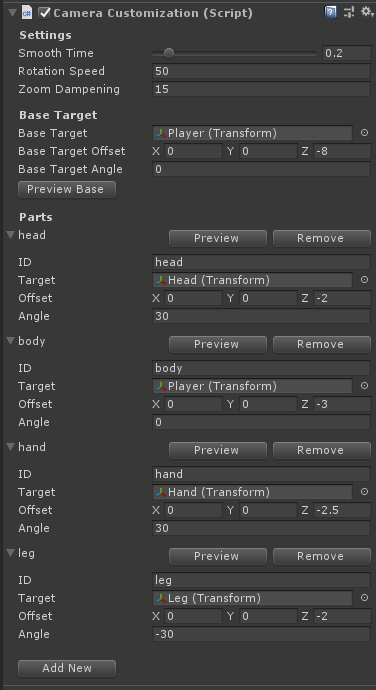 Camera Customization (Script)
Settings
Smooth Time 0.2
Rotation Speed 50
Zoom Dampening 15
Base Target
Base Target Player (Transform)
Base Target Offset X 0 Y 0 Z -8
Base Target Angle 0
Preview Base
Parts
head Preview Remove
ID head
Target Head (Transform)
Offset X 0 Y 0 Z -2
Angle 30
body Preview Remove
ID body
Target Player (Transform)
Offset X 0 Y 0 Z -3
Angle 0
hand Preview Remove
ID hand
Target Hand (Transform)
Offset X 0 Y 0 Z -2.5
Angle 30
leg Preview Remove
ID leg
Target Leg (Transform)
Offset X 0 Y 0 Z -2
Angle -30
Add New